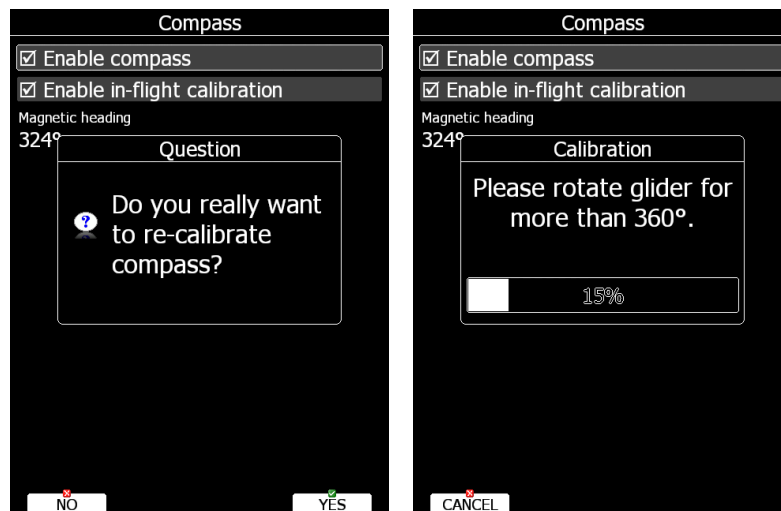 Compass
Enable compass
Enable in-flight calibration
Magnetic heading
324°
Question
Do you really want
to re-calibrate
compass?
NO
YES
Compass
Enable compass
Enable in-flight calibration
Magnetic heading
324°
Calibration
Please rotate glider for
more than 360°.
15%
CANCEL